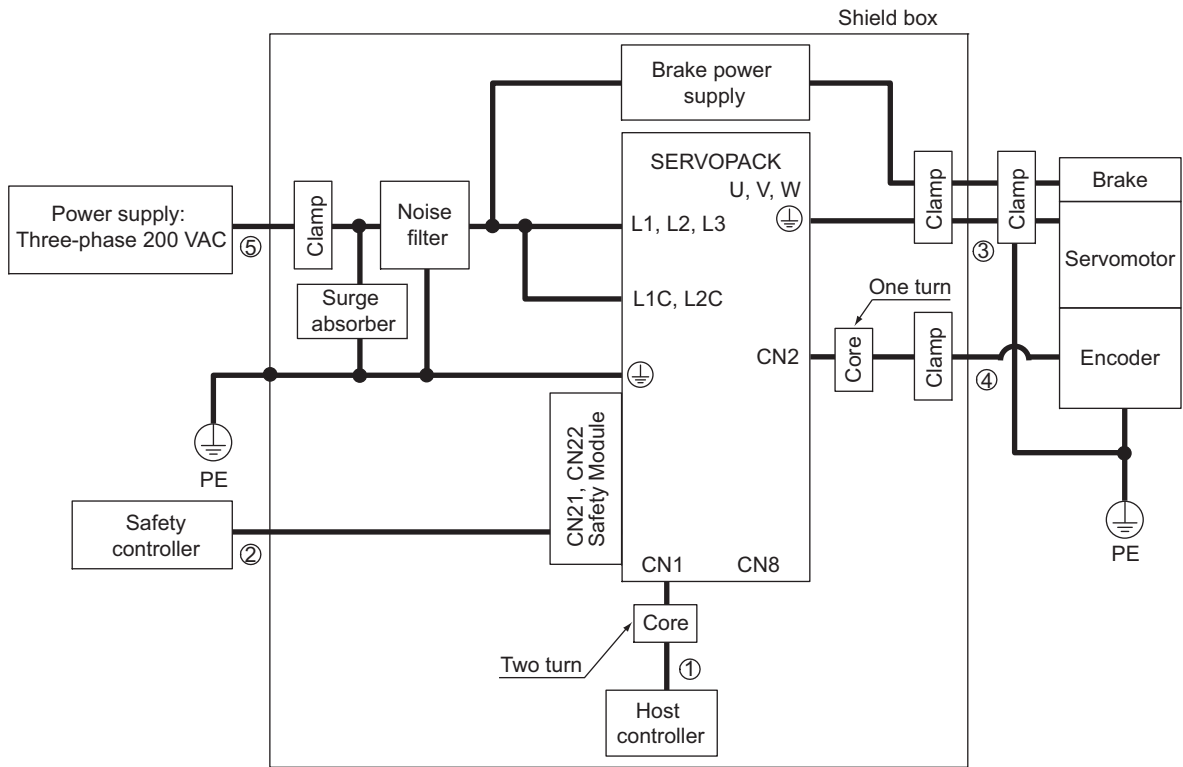 Shield box
Brake power
supply
SERVOPACK
U, V, W
Clamp
Clamp
Brake
Power supply:
Three-phase 200 VAC
⑤
Clamp
Noise
filter
L1, L2, L3
③
Servomotor
Surge
absorber
L1C, L2C
One turn
CN2
Core
Clamp
④
Encoder
PE
CN21, CN22
Safety Module
PE
Safety
controller
②
CN1
CN8
Core
Two turn
①
Host
controller